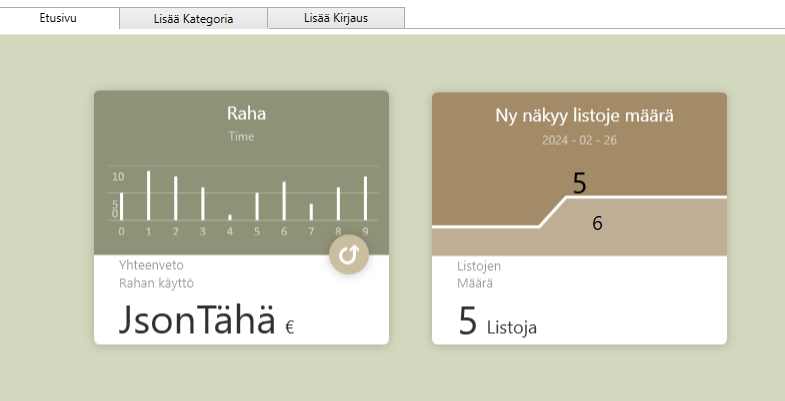 Etusivu
Lisää Kategoria
Lisää Kirjaus
Raha
Time
10
5
0
0 1 2 3 4 5 6 7 8 9
Yhteenveto
Rahan käyttö
JsonTähä €
Ny näkyy listoje määrä
2024 - 02 - 26
5
6
Listojen
Määrä
5 Listoja